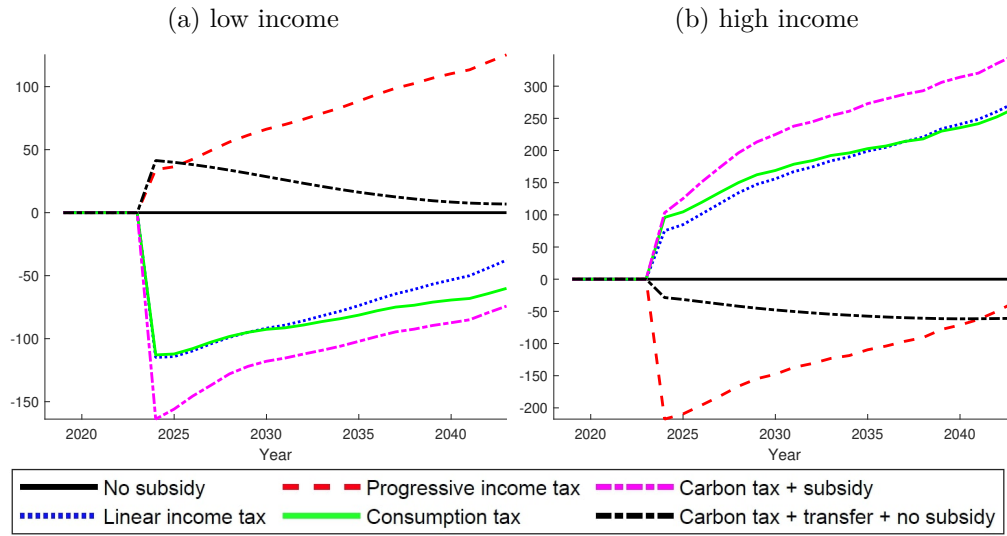 (a) low income
(b) high income
100
50
0
-50
-100
-150
2020 2025 2030 2035 2040
Year
350
300
250
200
150
100
50
0
-50
-100
-150
-200
2020 2025 2030 2035 2040
Year
No subsidy
Progressive income tax
Carbon tax + subsidy
Linear income tax
Consumption tax
Carbon tax + transfer + no subsidy